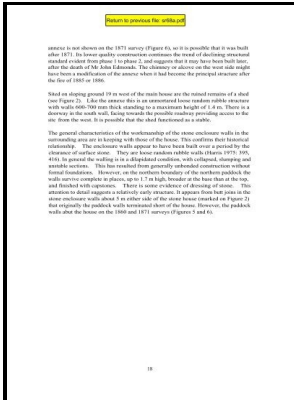 Return to previous file: srfilla.pdf
annexe is not shown on the 1871 survey (Figure 6), so it is possible that it was built
after 1871. Its lower quality construction continues the trend of declining structural
standard evident from phase 1 to phase 2, and suggests that it may have been built later,
after the death of Mr John Edmonds. The chimney or alcove on the west side might
have been a modification of the annexe when it had become the principal structure after
the fire of 1885 or 1886.
Sited on sloping ground 19 m west of the main house are the ruined remains of a shed
(see Figure 2). Like the annexe this is an unmortared loose random rubble structure
with walls 600-700 mm thick standing to a maximum height of 1.4 m. There is a
doorway in the south wall, facing towards the possible roadway providing access to the
site from the west. It is possible that the shed functioned as a stable.
The general characteristics of the workmanship of the stone enclosure walls in the
surrounding area are in keeping with those of the house. This confirms their historical
relationship. The enclosure walls appear to have been built over a period by the
clearance of surface stone. They are loose random rubble walls (Harris 1975: 395,
416). In general the walling is in a dilapidated condition, with collapsed, slumping and
unstable sections. This has resulted from generally unbonded construction without
formal foundations. However, on the northern boundary of the northern paddock the
walls survive complete in places, up to 1.7 m high, broader at the base than at the top,
and finished with capstones. There is some evidence of dressing of stone. This
attention to detail suggests a relatively early structure. It appears from butt joins in the
stone enclosure walls about 5 m either side of the stone house (marked on Figure 2)
that originally the paddock walls terminated short of the house. However, the paddock
walls abut the house on the 1860 and 1871 surveys (Figures 5 and 6).
18